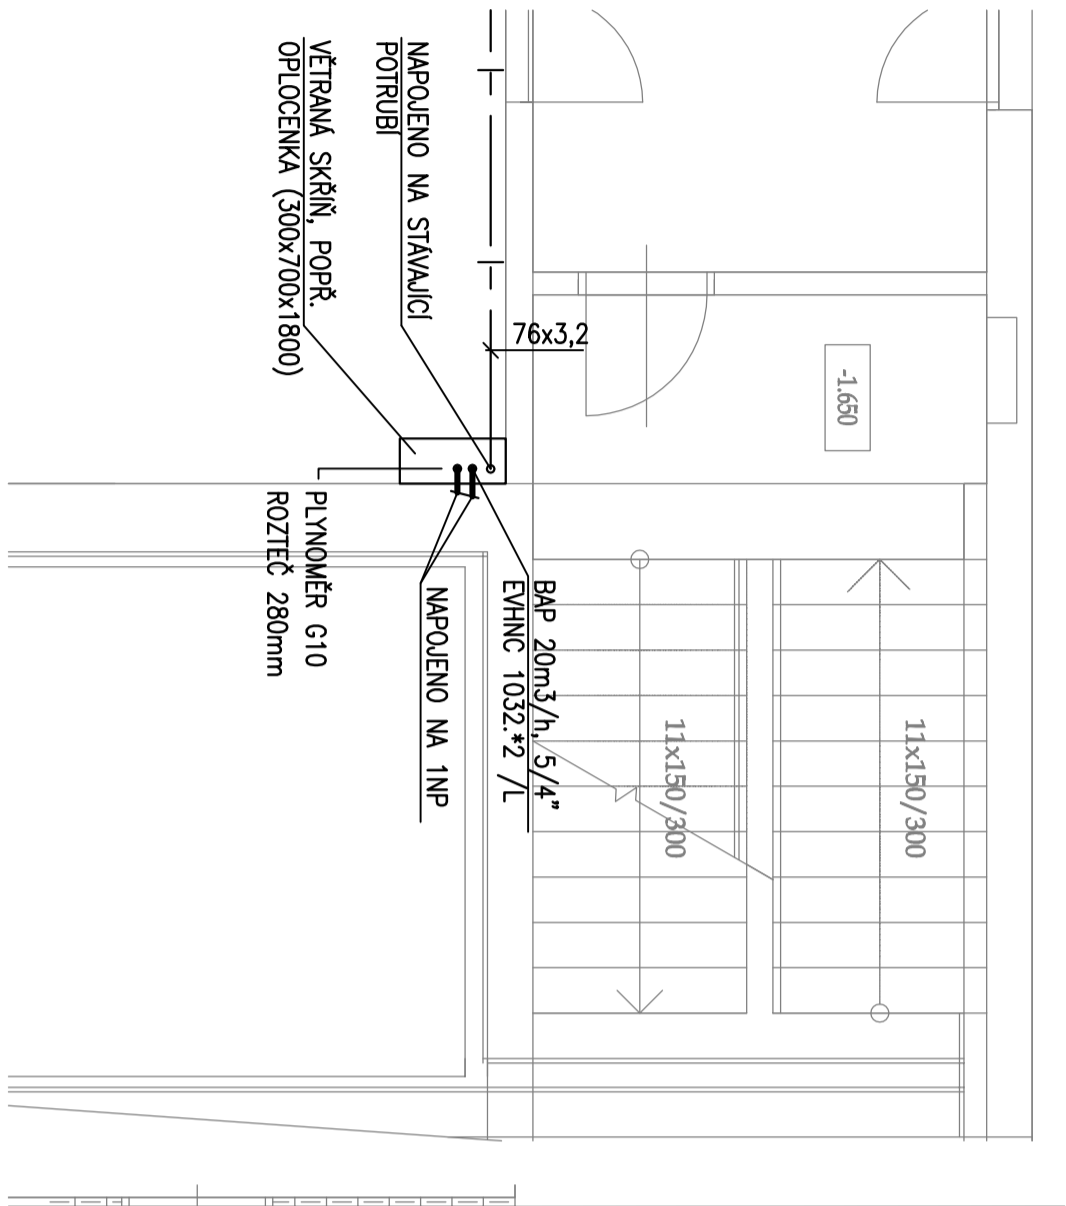 NAPOJENO NA STÁVAJÍCÍ
POTRUBÍ
VĚTRANÁ SKŘÍŇ, POPŘ.
OPLOCENKA (300x700x1800)
76x3,2
-1.650
PLYNOMĚR G10
ROZTEČ 280mm
BAP 20m3/h, 5/4"
EVHNC 1032.*2 /L
NAPOJENO NA 1NP
11x150/300
11x150/300